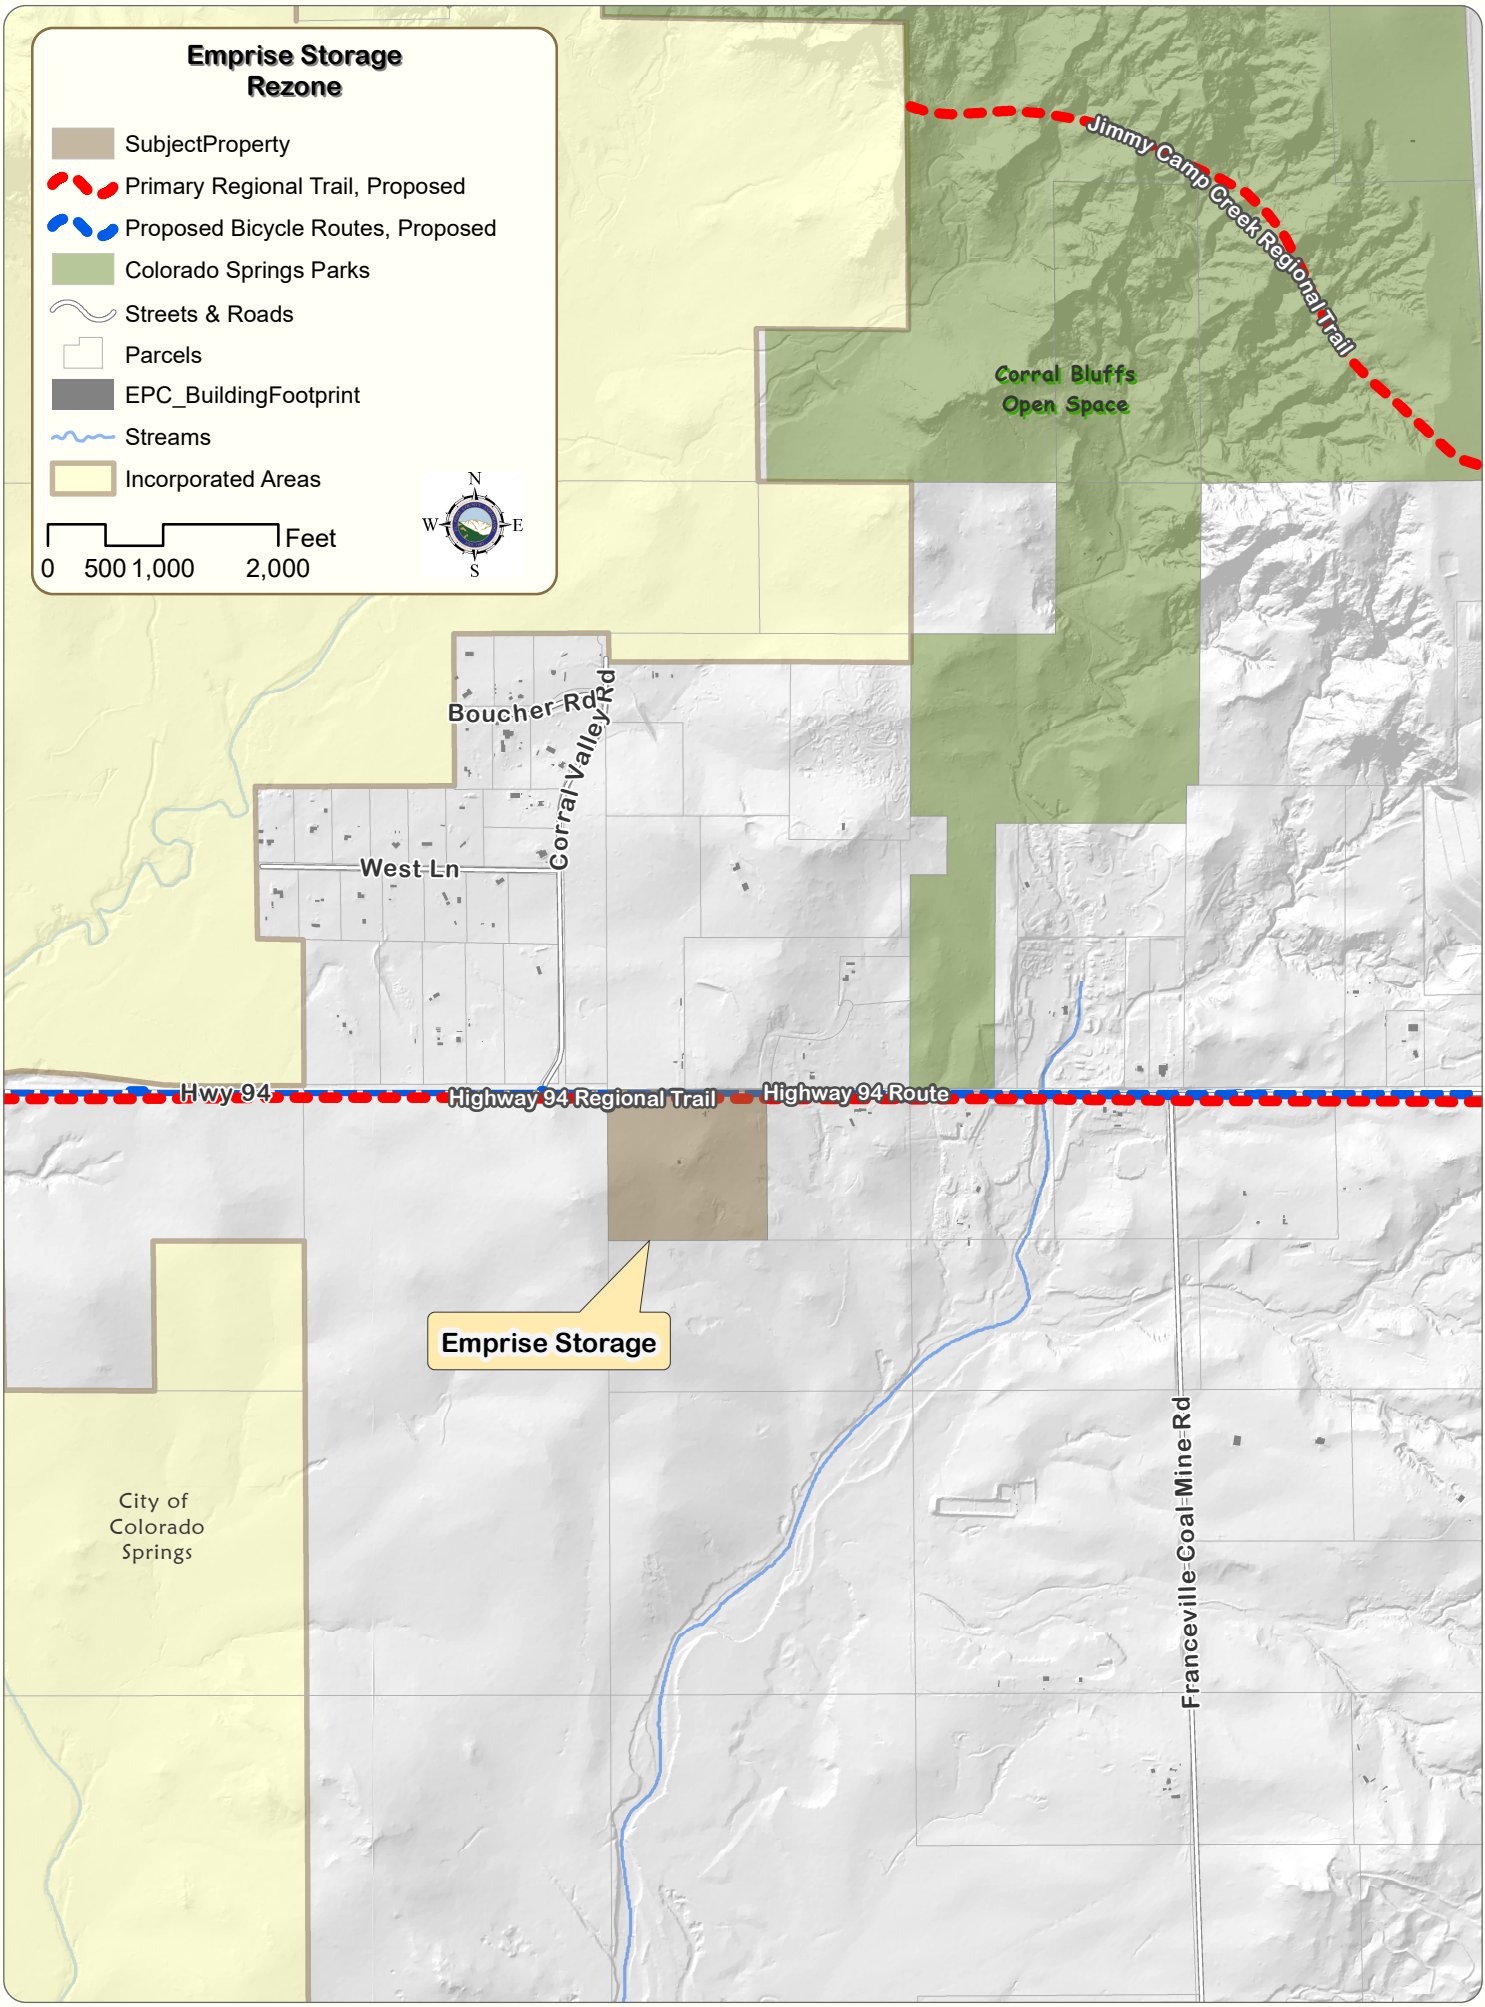 Emprise Storage
Rezone
SubjectProperty
Primary Regional Trail, Proposed
Proposed Bicycle Routes, Proposed
Colorado Springs Parks
Streets & Roads
Parcels
EPC_BuildingFootprint
Streams
Incorporated Areas
Feet
0 500 1,000 2,000
N
W E
S
Jimmy Camp Creek Regional Trail
Corral Bluffs
Open Space
Boucher Rd
Corral Valley Rd
West Ln
Hwy 94
Highway 94 Regional Trail
Highway 94 Route
Emprise Storage
Franceville Coal Mine Rd
City of
Colorado
Springs